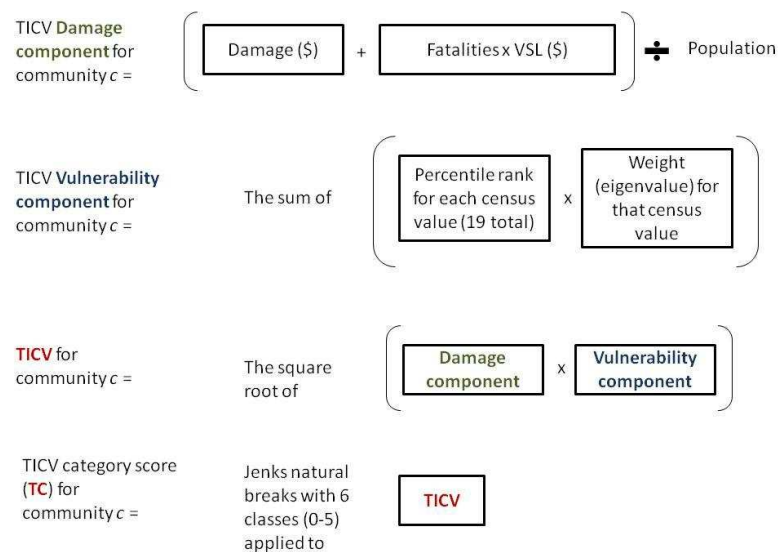 TICV Damage
component for
community c =
Damage ($)
+
Fatalities x VSL ($)
÷
Population
TICV Vulnerability
component for
community c =
The sum of
Percentile rank
for each census
value (19 total)
x
Weight
(eigenvalue) for
that census
value
TICV for
community c =
The square
root of
Damage
component
x
Vulnerability
component
TICV category score
(TC) for
community c =
Jenks natural
breaks with 6
classes (0-5)
applied to
TICV